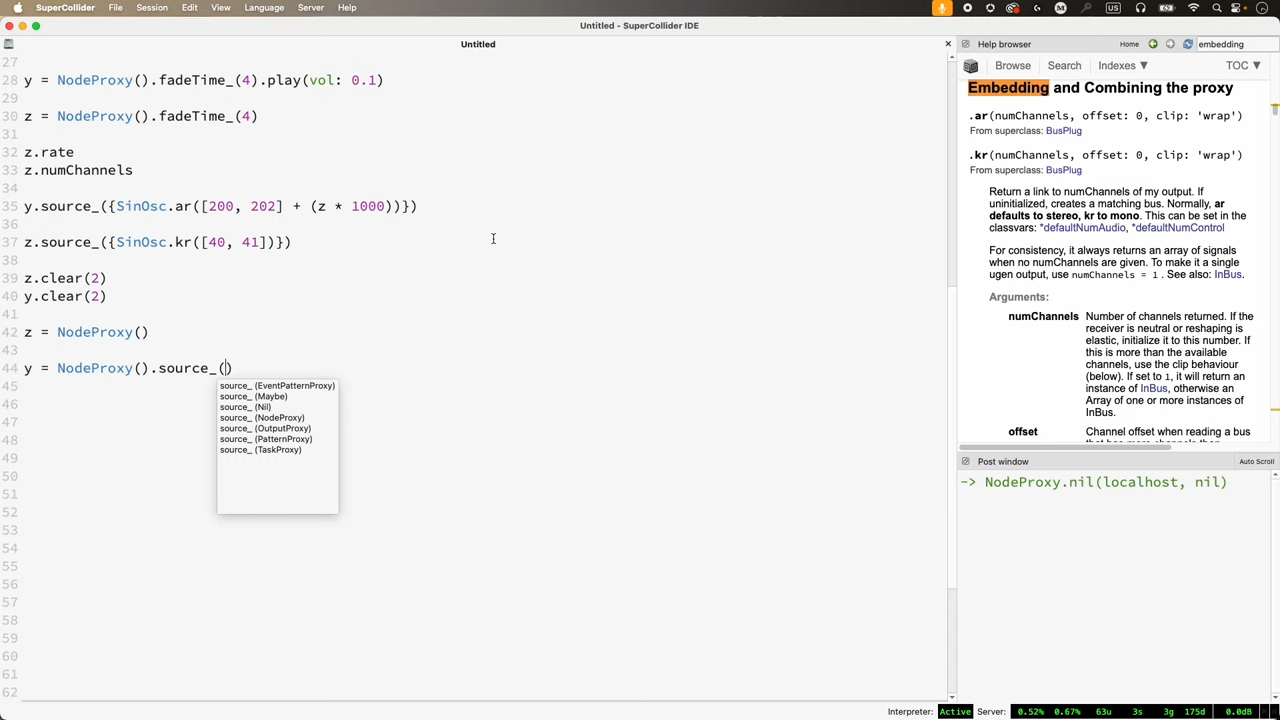 SuperCollider File Session Edit View Language Server Help
Untitled - SuperCollider IDE
Untitled
27
28 y = NodeProxy().fadeTime_(4).play(vol: 0.1)
29
30 z = NodeProxy().fadeTime_(4)
31
32 z.rate
33 z.numChannels
34
35 y.source_({SinOsc.ar([200, 202] + (z * 1000))})
36
37 z.source_({SinOsc.kr([40, 41])})
38
39 z.clear(2)
40 y.clear(2)
41
42 z = NodeProxy()
43
44 y = NodeProxy().source_()
45
46
47
48
49
50
51
52
53
54
55
56
57
58
59
60
61
62
source_ (EventPatternProxy)
source_ (Maybe)
source_ (Nil)
source_ (NodeProxy)
source_ (OutputProxy)
source_ (PatternProxy)
source_ (TaskProxy)
Help browser Home embedding
Browse Search Indexes ▼ TOC ▼
Embedding and Combining the proxy
.ar(numChannels, offset: 0, clip: 'wrap')
From superclass: BusPlug
.kr(numChannels, offset: 0, clip: 'wrap')
From superclass: BusPlug
Return a link to numChannels of my output. If
uninitialized, creates a matching bus. Normally, ar
defaults to stereo, kr to mono. This can be set in the
classvars: *defaultNumAudio, *defaultNumControl
For consistency, it always returns an array of signals
when no numChannels are given. To make it a single
ugen output, use numChannels = 1 . See also: InBus.
Arguments:
numChannels Number of channels returned. If the
receiver is neutral or reshaping is
elastic, initialize it to this number. If
this is more than the available
channels, use the clip behaviour
(below). If set to 1, it will return an
instance of InBus, otherwise an
Array of one or more instances of
InBus.
offset Channel offset when reading a bus
Post window Auto Scroll
-> NodeProxy.nil(localhost, nil)
Interpreter: Active Server: 0.52% 0.67% 63u 3s 3g 175d 0.0dB